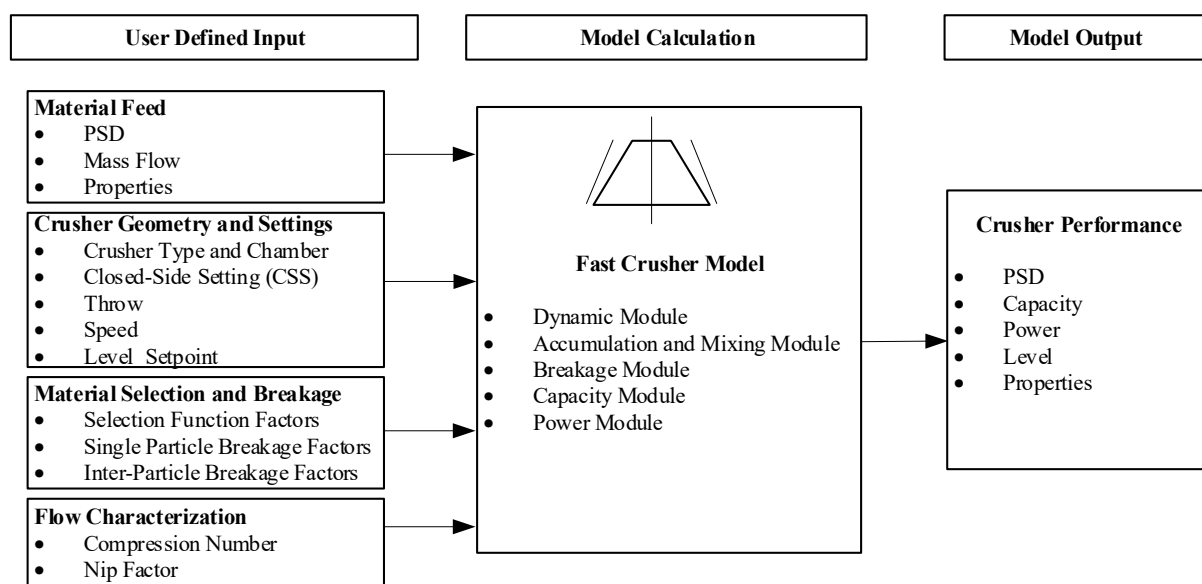 User Defined Input
Model Calculation
Model Output
Material Feed
• PSD
• Mass Flow
• Properties
Crusher Geometry and Settings
• Crusher Type and Chamber
• Closed-Side Setting (CSS)
• Throw
• Speed
• Level Setpoint
Material Selection and Breakage
• Selection Function Factors
• Single Particle Breakage Factors
• Inter-Particle Breakage Factors
Flow Characterization
• Compression Number
• Nip Factor
Fast Crusher Model
• Dynamic Module
• Accumulation and Mixing Module
• Breakage Module
• Capacity Module
• Power Module
Crusher Performance
• PSD
• Capacity
• Power
• Level
• Properties